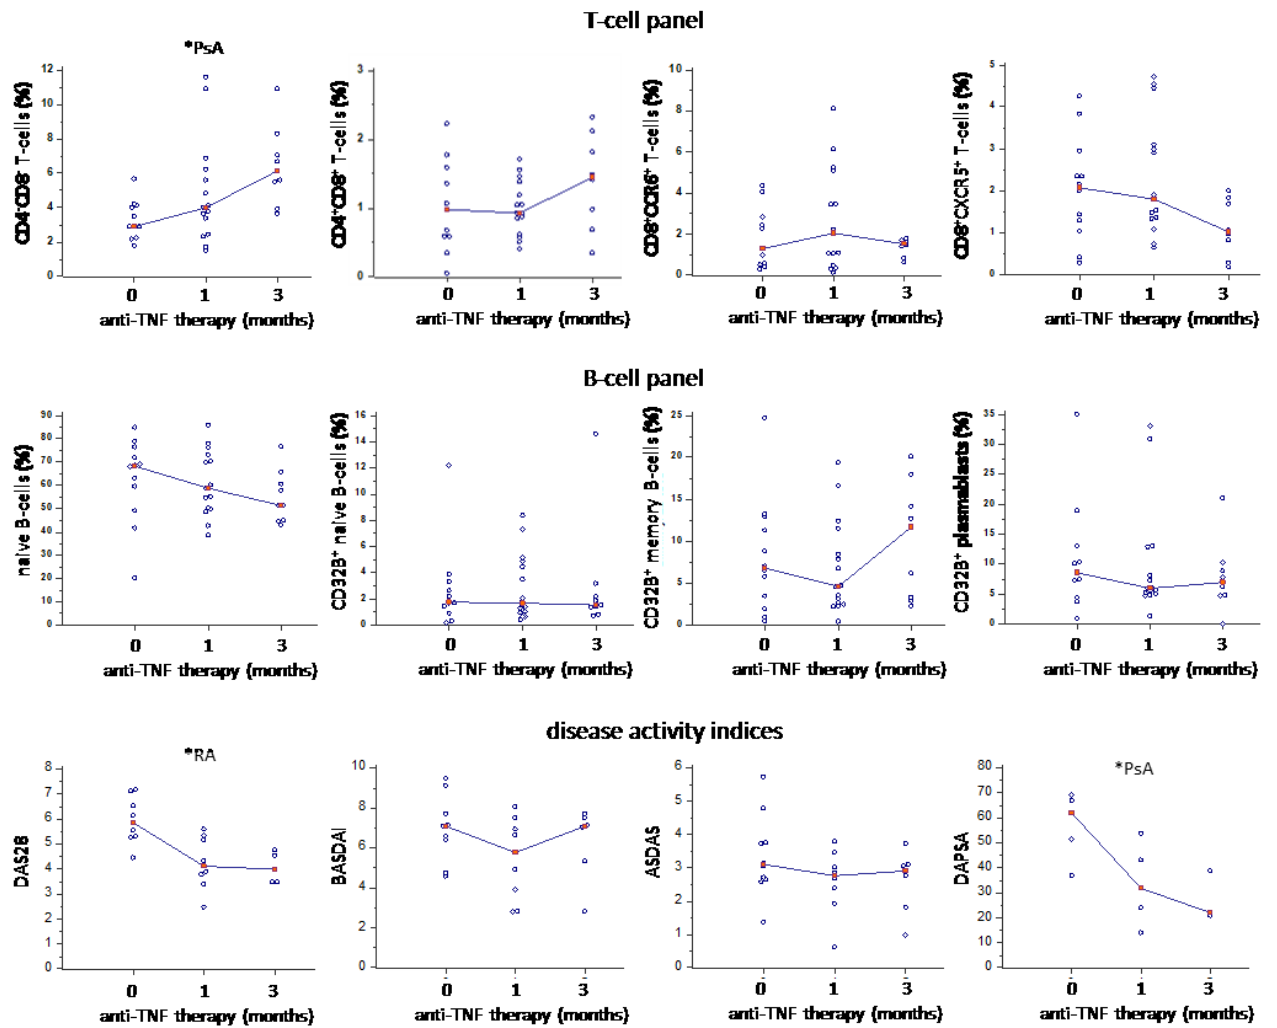 T-cell panel
*PsA
CD4⁻CD8⁻ T-cells (%)
12
10
8
6
4
2
0
0 1 3
anti-TNF therapy (months)
CD4⁺CD8⁺ T-cells (%)
3
2
1
0
0 1 3
anti-TNF therapy (months)
CD8⁺CCR6⁺ T-cells (%)
10
8
6
4
2
0
0 1 3
anti-TNF therapy (months)
CD8⁺CXCR5⁺ T-cells (%)
5
4
3
2
1
0
0 1 3
anti-TNF therapy (months)
B-cell panel
naive B-cells (%)
90
80
70
60
50
40
30
20
10
0
0 1 3
anti-TNF therapy (months)
CD32B⁺ naive B-cells (%)
16
14
12
10
8
6
4
2
0
0 1 3
anti-TNF therapy (months)
CD32B⁺ memory B-cells (%)
25
20
15
10
5
0
0 1 3
anti-TNF therapy (months)
CD32B⁺ plasmablasts (%)
35
30
25
20
15
10
5
0
0 1 3
anti-TNF therapy (months)
disease activity indices
*RA
DAS28
8
7
6
5
4
3
2
1
0
0 1 3
anti-TNF therapy (months)
BASDAI
10
8
6
4
2
0
0 1 3
anti-TNF therapy (months)
ASDAS
6
5
4
3
2
1
0
0 1 3
anti-TNF therapy (months)
*PsA
DAPSA
80
70
60
50
40
30
20
10
0
0 1 3
anti-TNF therapy (months)